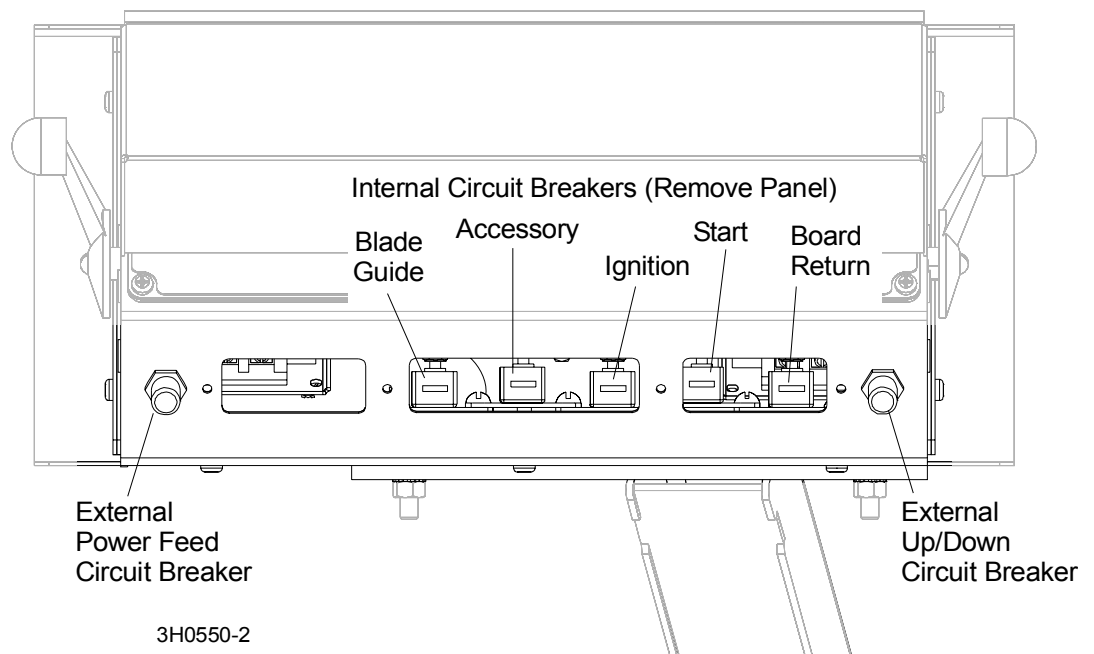 Internal Circuit Breakers (Remove Panel)
Blade
Guide
Accessory
Ignition
Start
Board
Return
External
Power Feed
Circuit Breaker
External
Up/Down
Circuit Breaker
3H0550-2